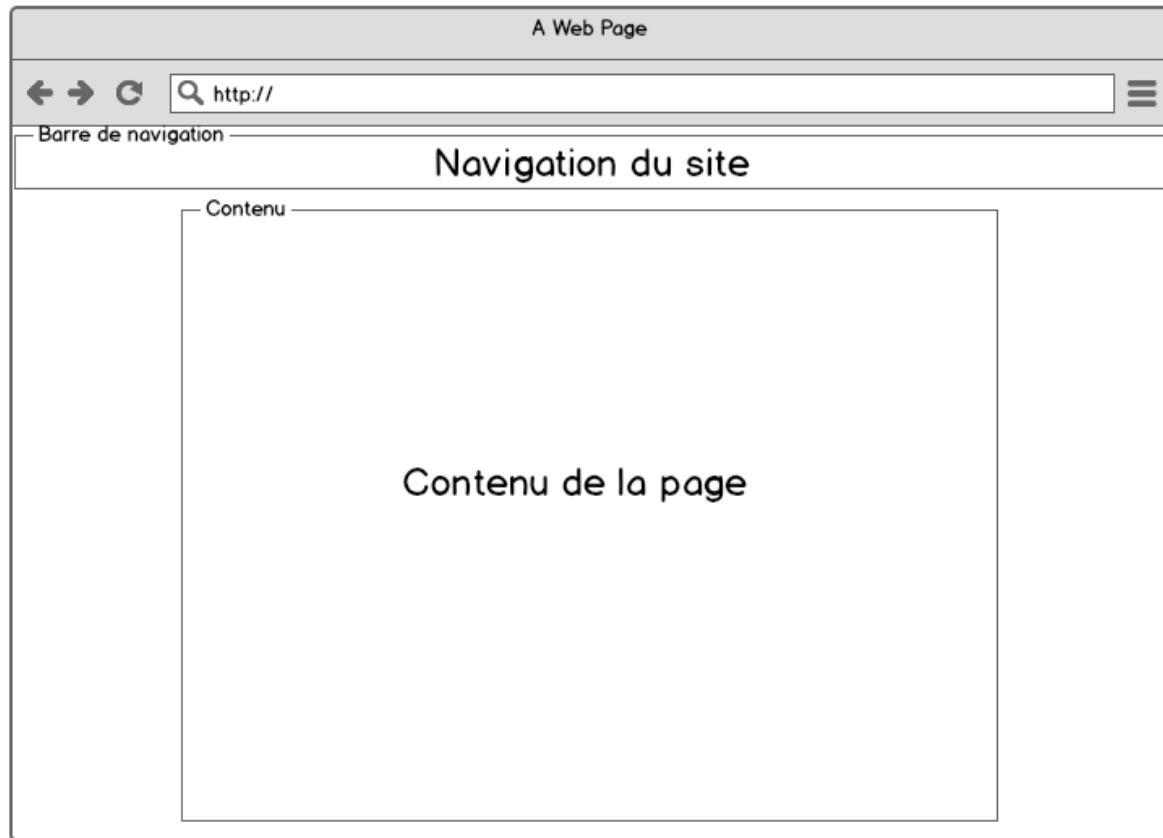 A Web Page
http://
Barre de navigation
Navigation du site
Contenu
Contenu de la page